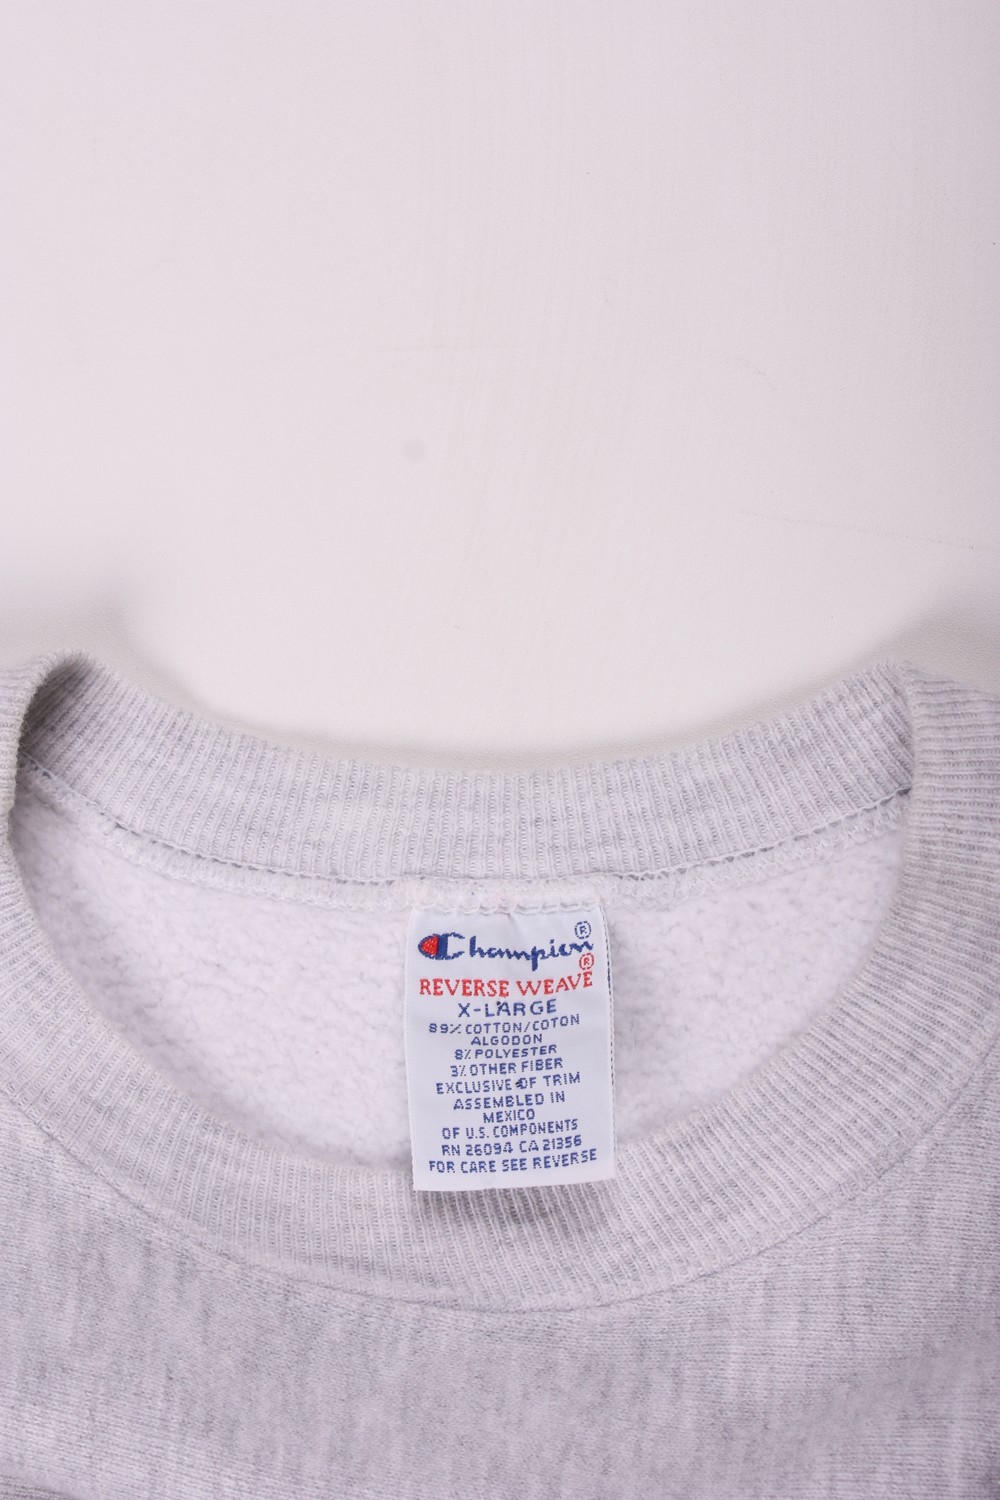 Champion®
REVERSE WEAVE®
X-LARGE
89% COTTON/COTON
ALGODON
8% POLYESTER
3% OTHER FIBER
EXCLUSIVE OF TRIM
ASSEMBLED IN
MEXICO
OF U.S. COMPONENTS
RN 26094 CA 21356
FOR CARE SEE REVERSE